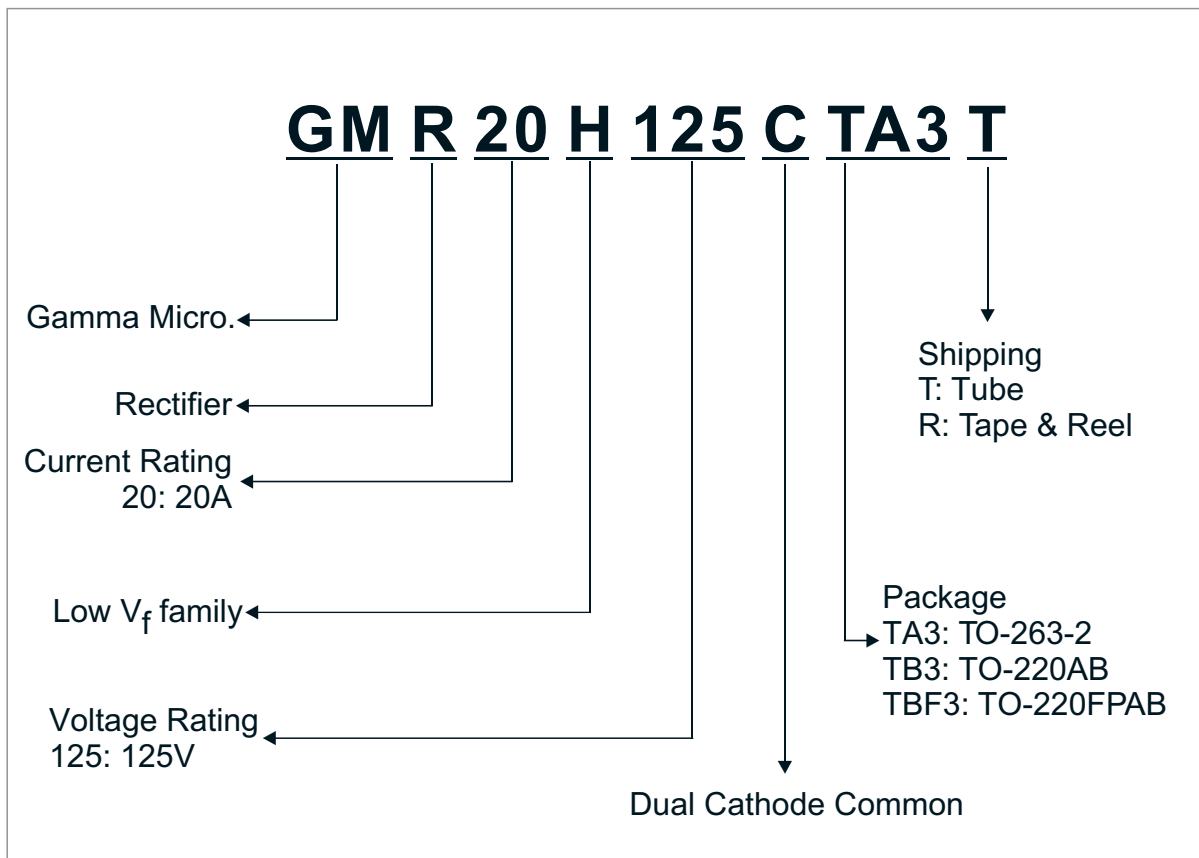 GM R 20 H 125 C TA3 T
Gamma Micro.
Rectifier
Current Rating
20: 20A
Low Vf family
Voltage Rating
125: 125V
Shipping
T: Tube
R: Tape & Reel
Package
TA3: TO-263-2
TB3: TO-220AB
TBF3: TO-220FPAB
Dual Cathode Common